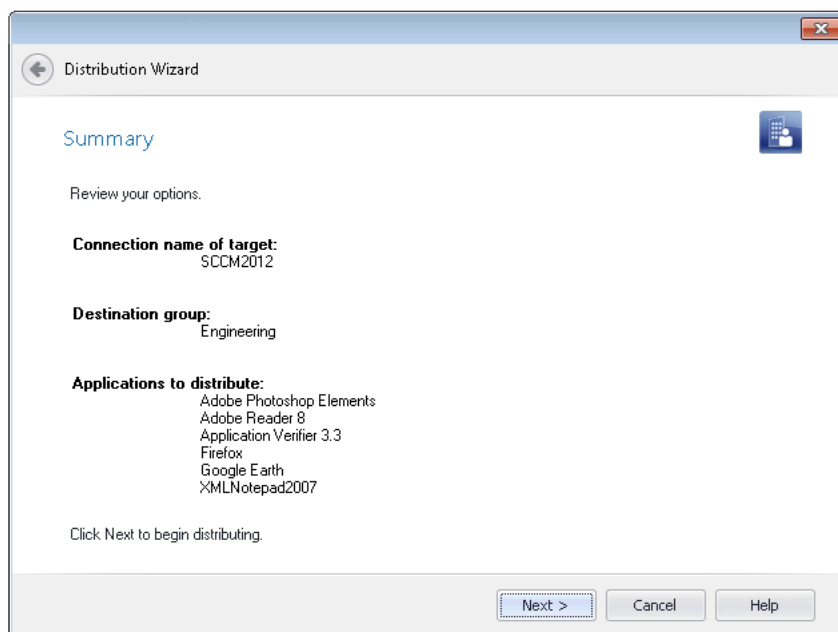 Distribution Wizard
Summary
Review your options.
Connection name of target:
SCCM2012
Destination group:
Engineering
Applications to distribute:
Adobe Photoshop Elements
Adobe Reader 8
Application Verifier 3.3
Firefox
Google Earth
XMLNotepad2007
Click Next to begin distributing.
Next > Cancel Help